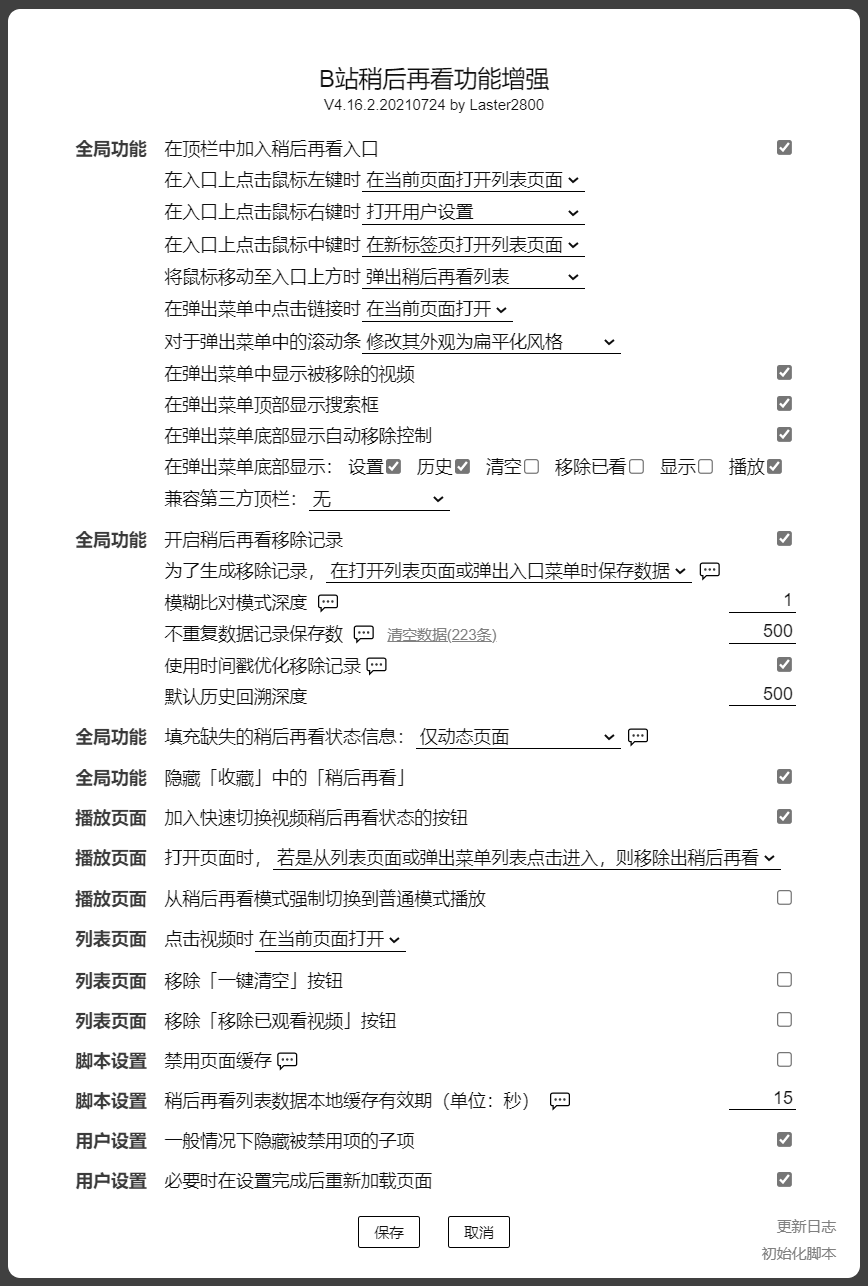 B站稍后再看功能增强
V4.16.2.20210724 by Laster2800
全局功能 在顶栏中加入稍后再看入口
在入口上点击鼠标左键时 在当前页面打开列表页面
在入口上点击鼠标右键时 打开用户设置
在入口上点击鼠标中键时 在新标签页打开列表页面
将鼠标移动至入口上方时 弹出稍后再看列表
在弹出菜单中点击链接时 在当前页面打开
对于弹出菜单中的滚动条 修改其外观为扁平化风格
在弹出菜单中显示被移除的视频
在弹出菜单顶部显示搜索框
在弹出菜单底部显示自动移除控制
在弹出菜单底部显示： 设置 历史 清空 移除已看 显示 播放
兼容第三方顶栏： 无
全局功能 开启稍后再看移除记录
为了生成移除记录， 在打开列表页面或弹出入口菜单时保存数据
模糊比对模式深度 1
不重复数据记录保存数 清空数据(223条) 500
使用时间戳优化移除记录
默认历史回溯深度 500
全局功能 填充缺失的稍后再看状态信息： 仅动态页面
全局功能 隐藏「收藏」中的「稍后再看」
播放页面 加入快速切换视频稍后再看状态的按钮
播放页面 打开页面时， 若是从列表页面或弹出菜单列表点击进入，则移除出稍后再看
播放页面 从稍后再看模式强制切换到普通模式播放
列表页面 点击视频时 在当前页面打开
列表页面 移除「一键清空」按钮
列表页面 移除「移除已观看视频」按钮
脚本设置 禁用页面缓存
脚本设置 稍后再看列表数据本地缓存有效期（单位：秒） 15
用户设置 一般情况下隐藏被禁用项的子项
用户设置 必要时在设置完成后重新加载页面
保存 取消
更新日志
初始化脚本